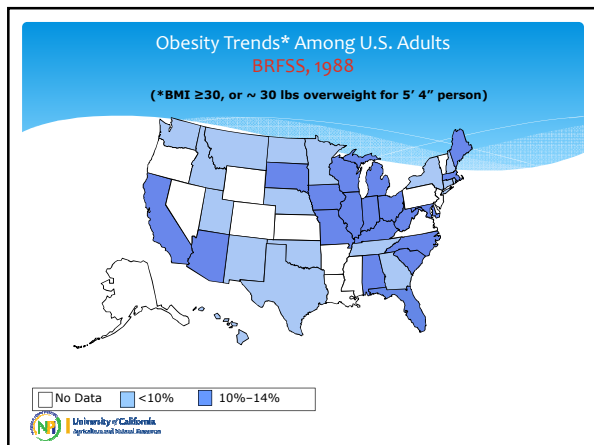 Obesity Trends* Among U.S. Adults
BRFSS, 1988
(*BMI ≥30, or ~ 30 lbs overweight for 5’ 4” person)
No Data <10% 10%–14%
NPI University of California
Agriculture and Natural Resources